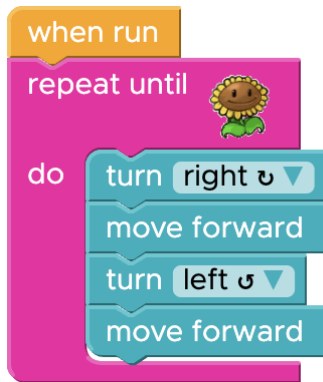 when run
repeat until
do turn right ↻ ▼
move forward
turn left ↺ ▼
move forward